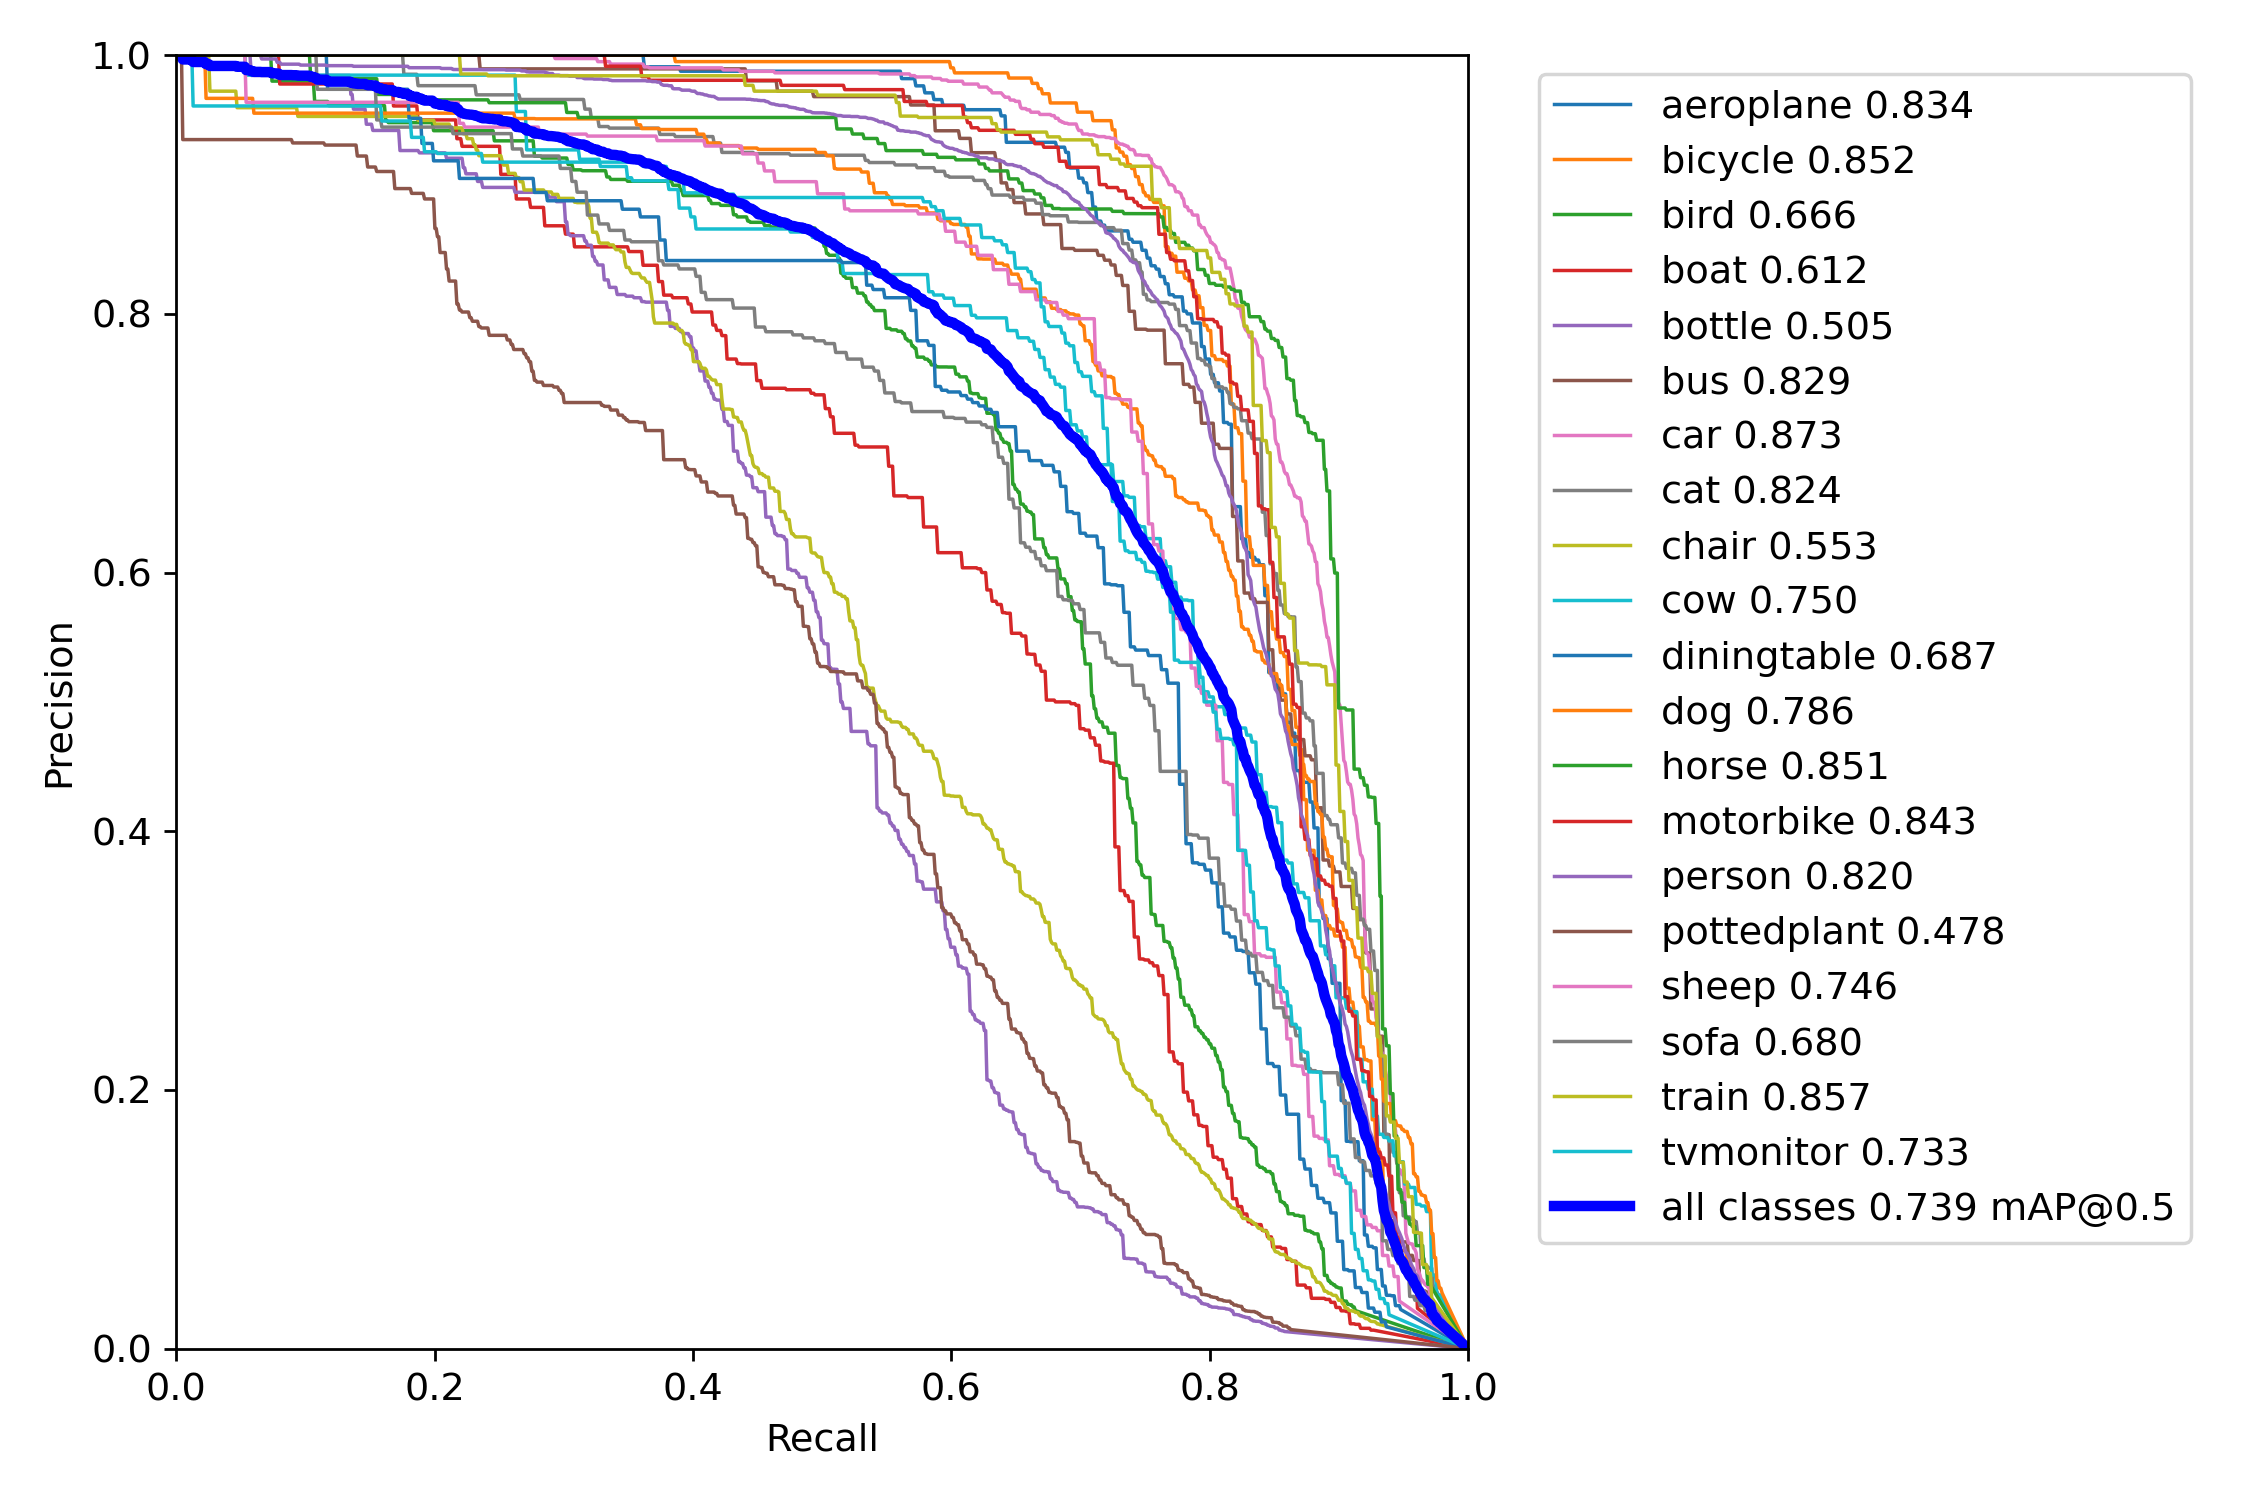 1.0
0.8
0.6
0.4
0.2
0.0
Precision
0.0 0.2 0.4 0.6 0.8 1.0
Recall
aeroplane 0.834
bicycle 0.852
bird 0.666
boat 0.612
bottle 0.505
bus 0.829
car 0.873
cat 0.824
chair 0.553
cow 0.750
diningtable 0.687
dog 0.786
horse 0.851
motorbike 0.843
person 0.820
pottedplant 0.478
sheep 0.746
sofa 0.680
train 0.857
tvmonitor 0.733
all classes 0.739 mAP@0.5